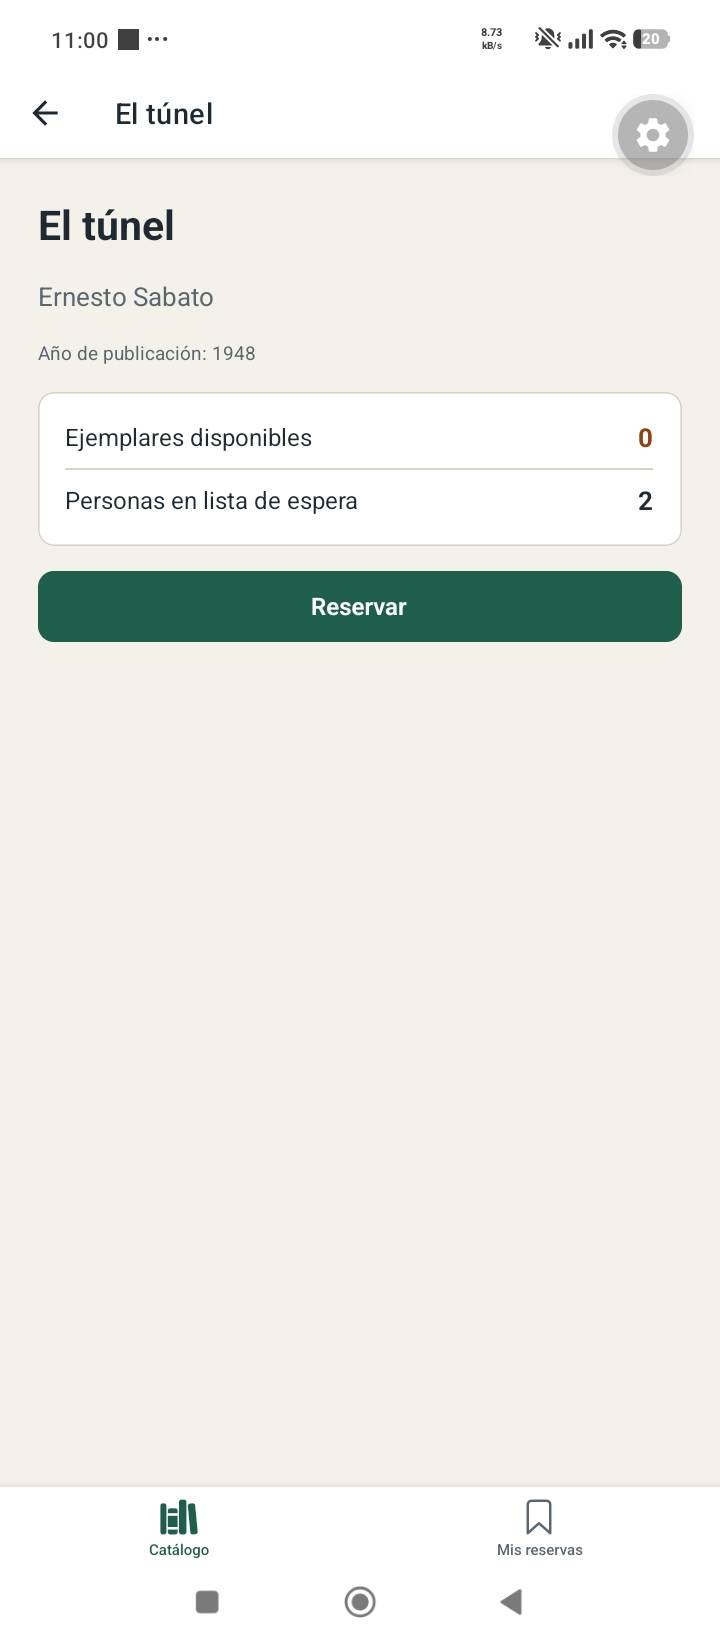 11:00
8.73
kB/s
20
El túnel
El túnel
Ernesto Sabato
Año de publicación: 1948
Ejemplares disponibles 0
Personas en lista de espera 2
Reservar
Catálogo
Mis reservas